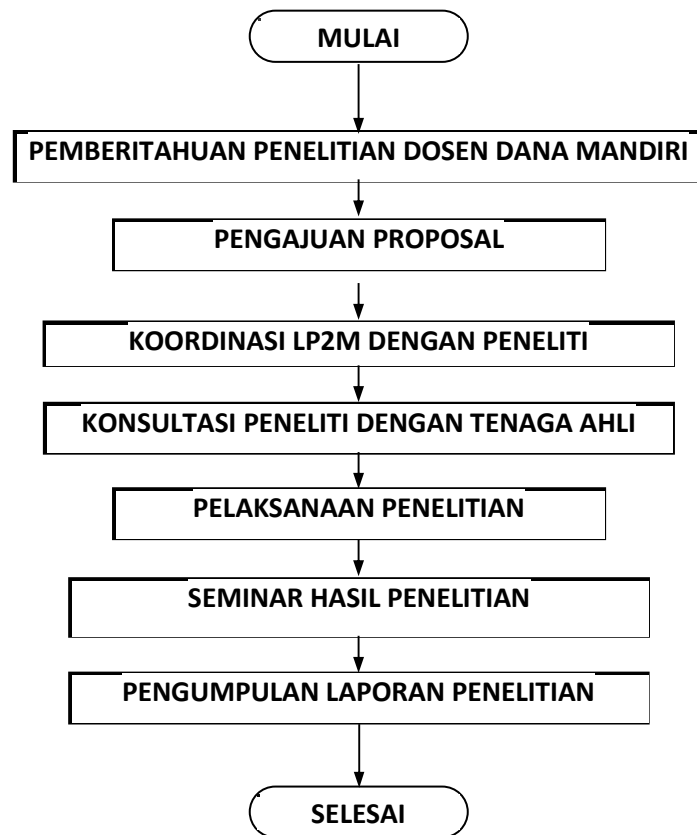 MULAI
PEMBERITAHUAN PENELITIAN DOSEN DANA MANDIRI
PENGAJUAN PROPOSAL
KOORDINASI LP2M DENGAN PENELITI
KONSULTASI PENELITI DENGAN TENAGA AHLI
PELAKSANAAN PENELITIAN
SEMINAR HASIL PENELITIAN
PENGUMPULAN LAPORAN PENELITIAN
SELESAI